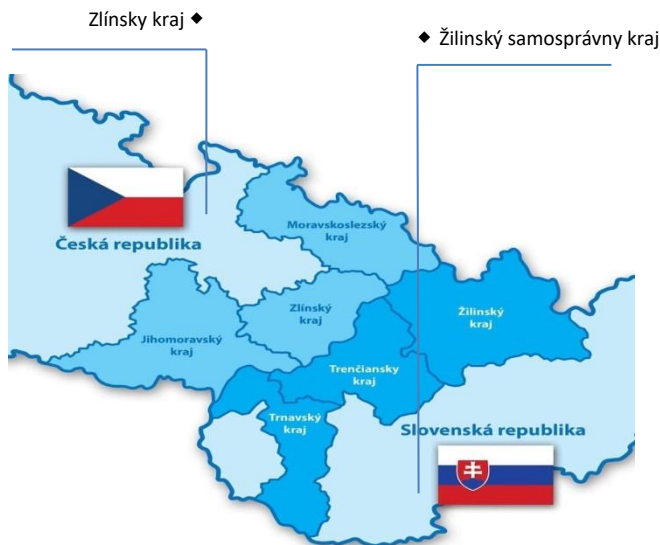 Zlínsky kraj ◆
◆ Žilinský samosprávny kraj
Moravskoslezský
kraj
Česká republika
Zlínský
kraj
Žilinský
kraj
Jihomoravský
kraj
Trenčiansky
kraj
Trnavský
kraj
Slovenská republika